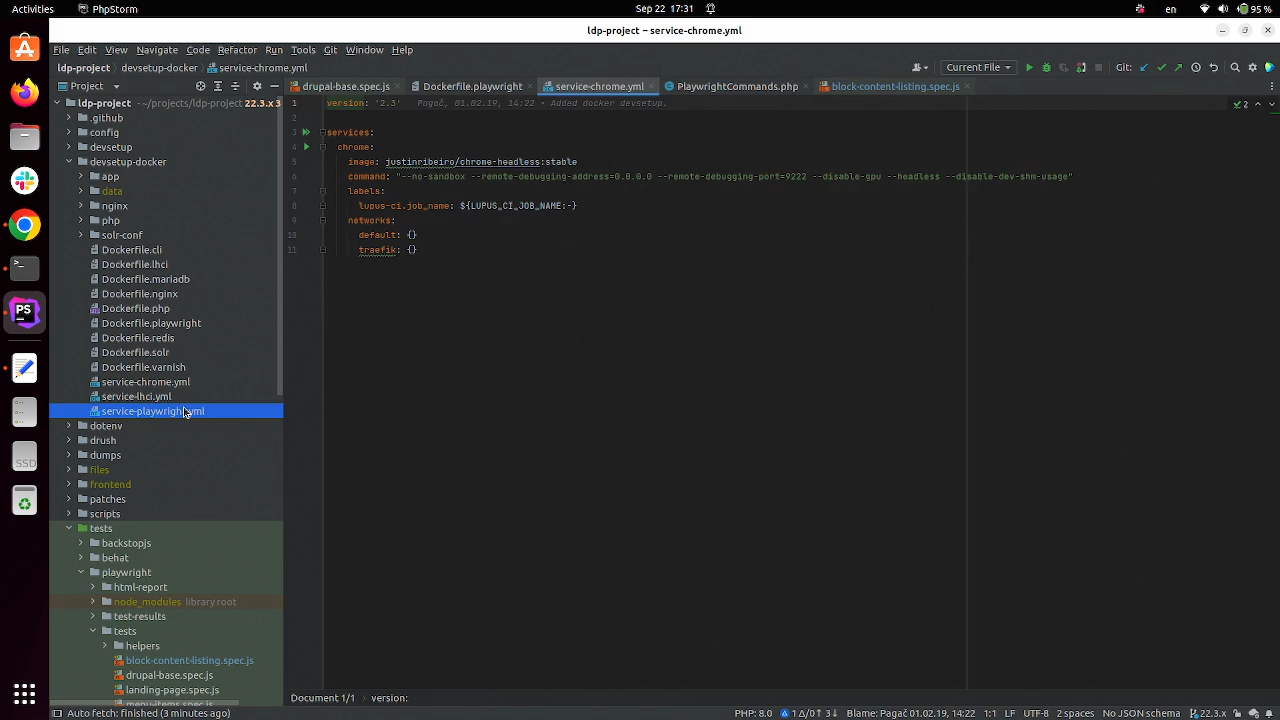 Activities PhpStorm Sep 22 17:31 en 95 %
ldp-project – service-chrome.yml
File Edit View Navigate Code Refactor Run Tools Git Window Help
ldp-project devsetup-docker service-chrome.yml Current File Git:
Project drupal-base.spec.js Dockerfile.playwright service-chrome.yml PlaywrightCommands.php block-content-listing.spec.js
ldp-project ~/projects/ldp-project 22.3.x 3
.github
config
devsetup
devsetup-docker
app
data
nginx
php
solr-conf
Dockerfile.cli
Dockerfile.lhci
Dockerfile.mariadb
Dockerfile.nginx
Dockerfile.php
Dockerfile.playwright
Dockerfile.redis
Dockerfile.solr
Dockerfile.varnish
service-chrome.yml
service-lhci.yml
service-playwright.yml
dotenv
drush
dumps
files
frontend
patches
scripts
tests
backstopjs
behat
playwright
html-report
node_modules library root
test-results
tests
helpers
block-content-listing.spec.js
drupal-base.spec.js
landing-page.spec.js
menu-items.spec.js
1 version: '2.3' Pagač, 01.02.19, 14:22 • Added docker devsetup. 2
2
3 services:
4 chrome:
5 image: justinribeiro/chrome-headless:stable
6 command: "--no-sandbox --remote-debugging-address=0.0.0.0 --remote-debugging-port=9222 --disable-gpu --headless --disable-dev-shm-usage"
7 labels:
8 lupus-ci.job_name: ${LUPUS_CI_JOB_NAME:-}
9 networks:
10 default: {}
11 traefik: {}
PS
SSD
Document 1/1 version:
Auto fetch: finished (3 minutes ago) PHP: 8.0 1 △/0↑ 3↓ Blame: Pagač 01.02.19, 14:22 1:1 LF UTF-8 2 spaces No JSON schema 22.3.x